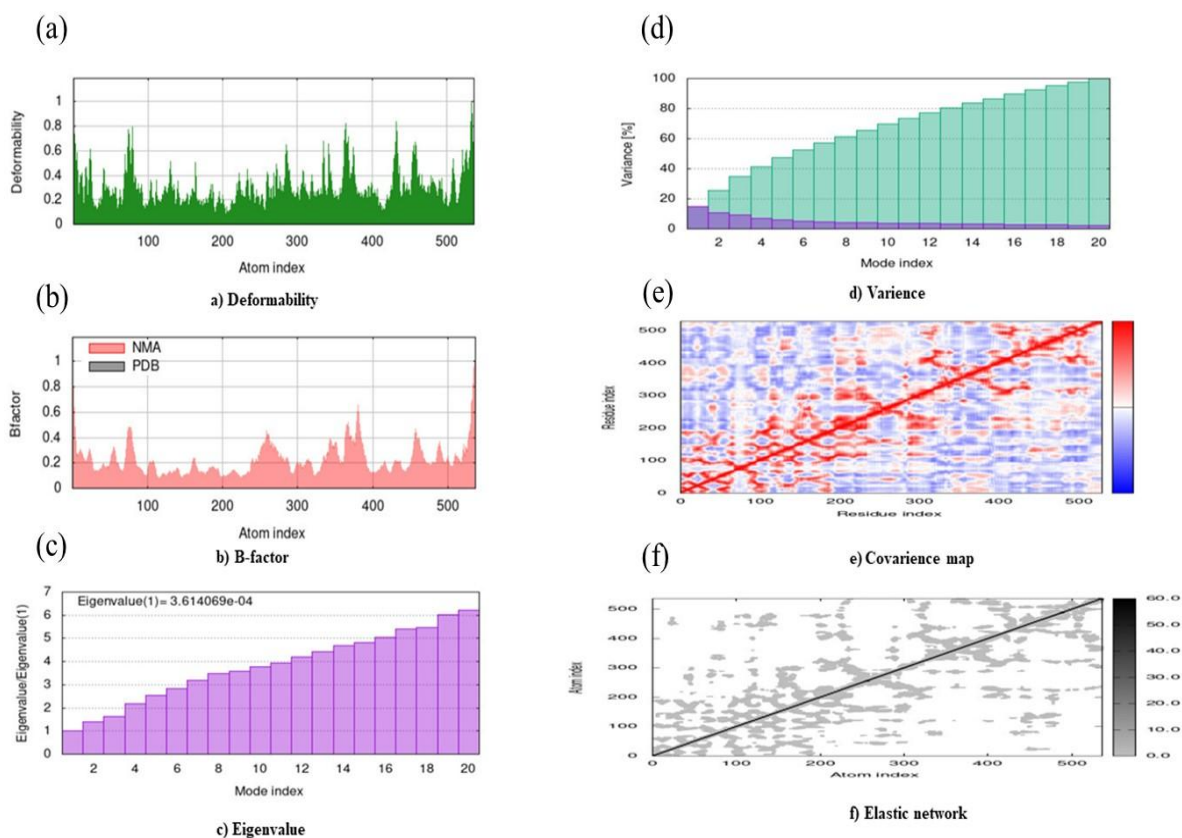 (a)
Deformability
1
0.8
0.6
0.4
0.2
0
100 200 300 400 500
Atom index
a) Deformability
(b)
NMA
PDB
Bfactor
1
0.8
0.6
0.4
0.2
0
100 200 300 400 500
Atom index
b) B-factor
(c)
Eigenvalue(1)= 3.614069e-04
Eigenvalue/Eigenvalue(1)
7
6
5
4
3
2
1
0
2 4 6 8 10 12 14 16 18 20
Mode index
c) Eigenvalue
(d)
Variance [%]
100
80
60
40
20
0
2 4 6 8 10 12 14 16 18 20
Mode index
d) Varience
(e)
Residue index
500
400
300
200
100
0
0 100 200 300 400 500
Residue index
e) Covarience map
(f)
Atom index
500
400
300
200
100
0
0 100 200 300 400 500
Atom index
60.0
50.0
40.0
30.0
20.0
10.0
0.0
f) Elastic network